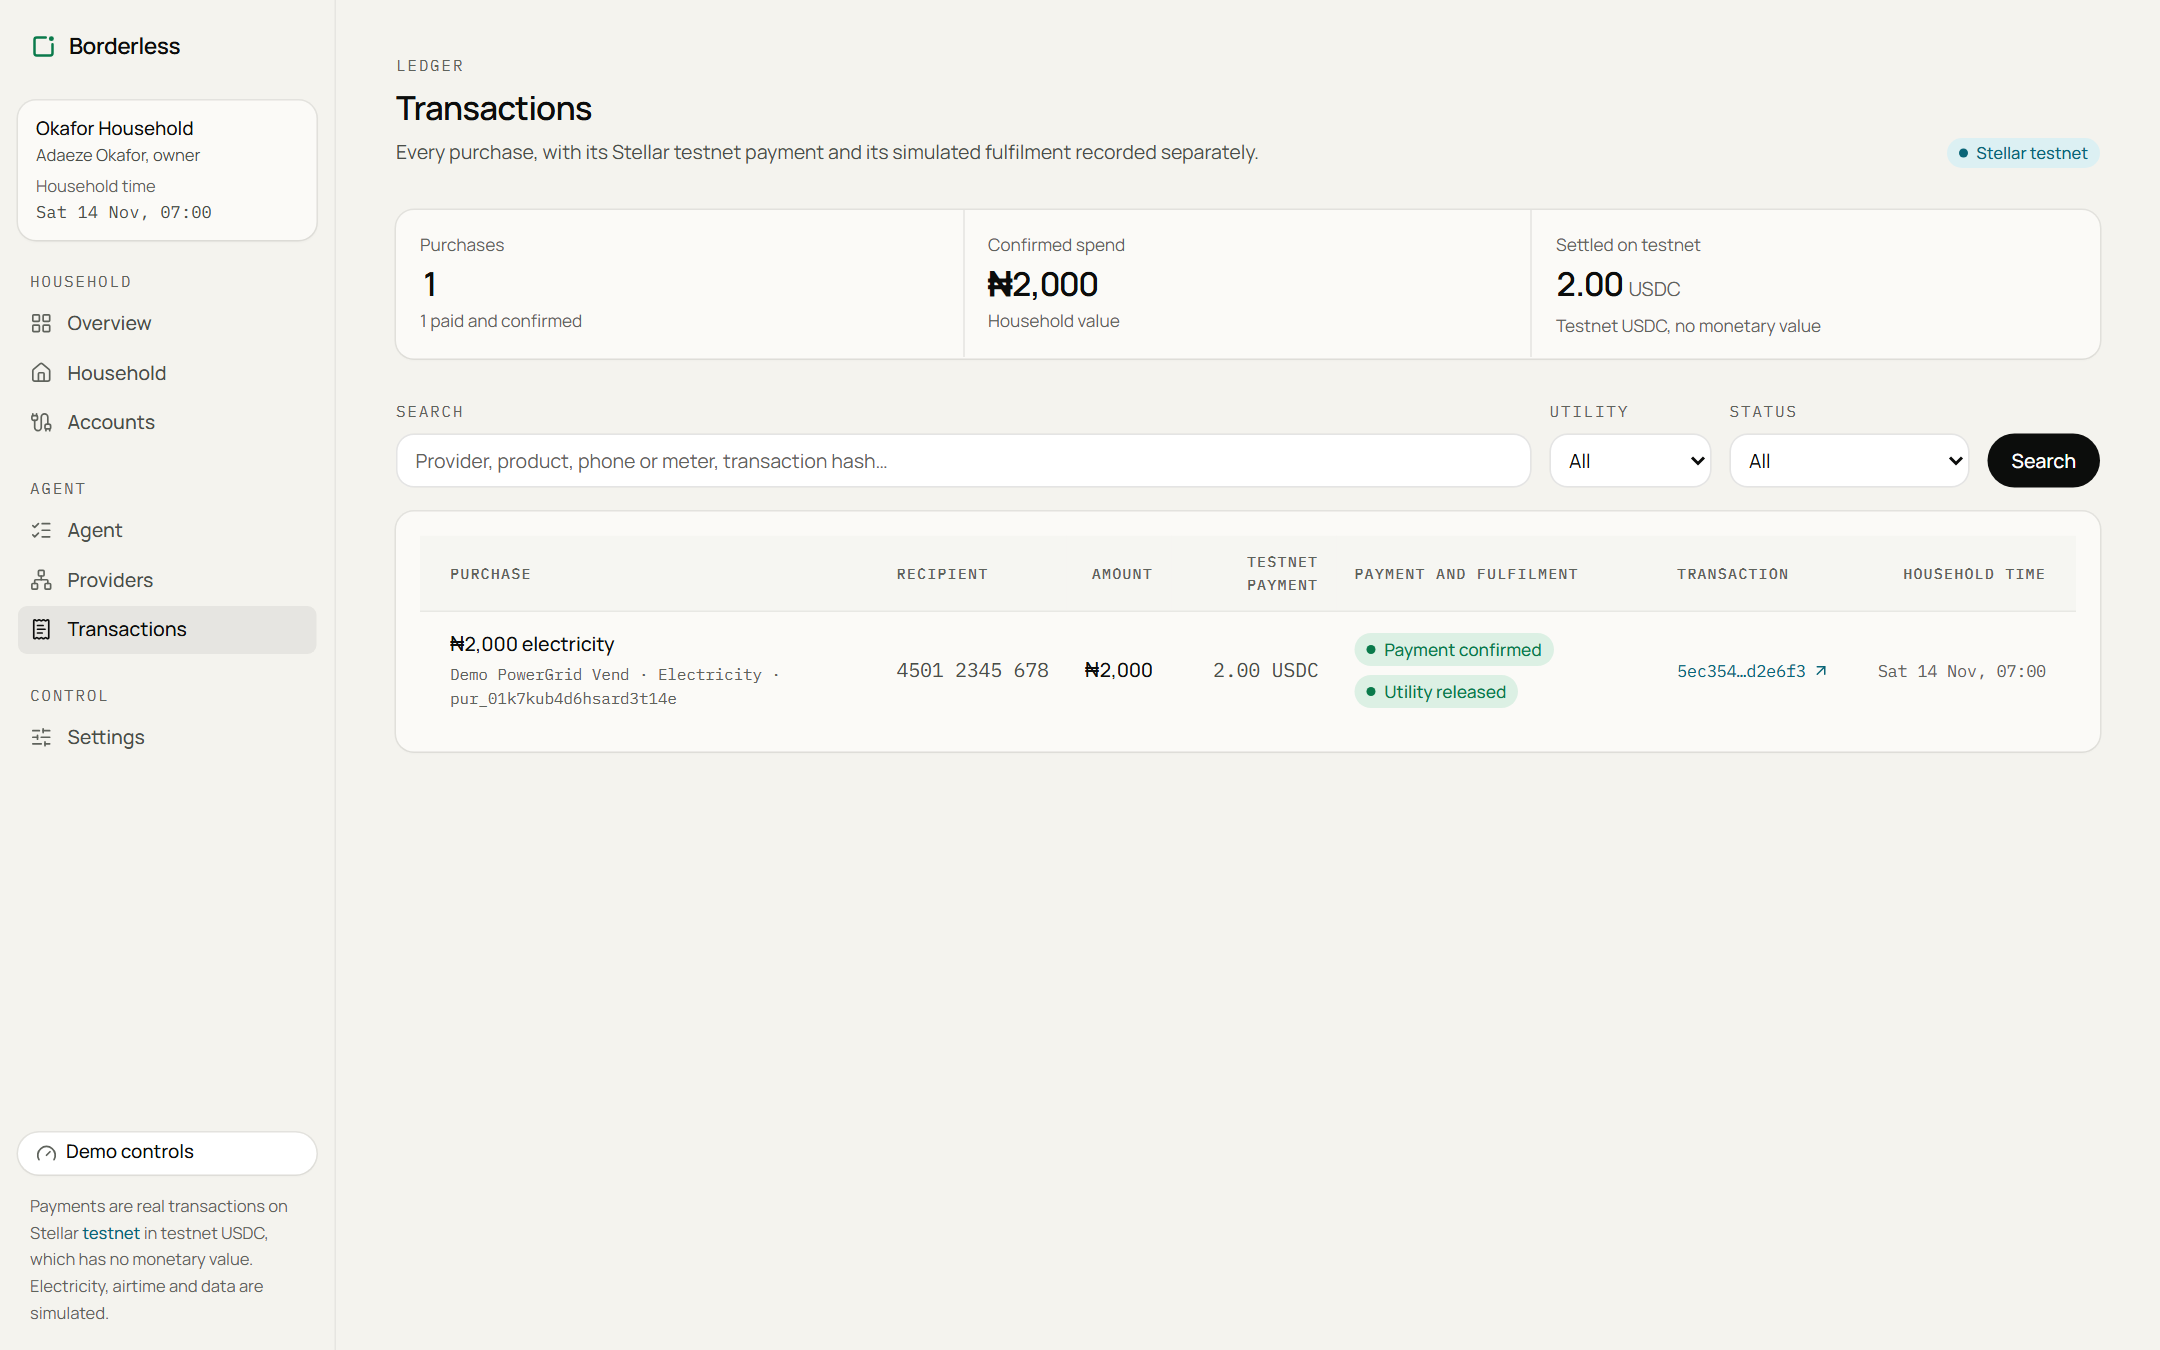 Borderless
Okafor Household
Adaeze Okafor, owner
Household time
Sat 14 Nov, 07:00
HOUSEHOLD
Overview
Household
Accounts
AGENT
Agent
Providers
Transactions
CONTROL
Settings
Demo controls
Payments are real transactions on
Stellar testnet in testnet USDC,
which has no monetary value.
Electricity, airtime and data are
simulated.
LEDGER
Transactions
Every purchase, with its Stellar testnet payment and its simulated fulfilment recorded separately.
Stellar testnet
Purchases
1
1 paid and confirmed
Confirmed spend
₦2,000
Household value
Settled on testnet
2.00 USDC
Testnet USDC, no monetary value
SEARCH
Provider, product, phone or meter, transaction hash…
UTILITY
All
STATUS
All
Search
PURCHASE
RECIPIENT
AMOUNT
TESTNET
PAYMENT
PAYMENT AND FULFILMENT
TRANSACTION
HOUSEHOLD TIME
₦2,000 electricity
Demo PowerGrid Vend · Electricity ·
pur_01k7kub4d6hsard3t14e
4501 2345 678
₦2,000
2.00 USDC
Payment confirmed
Utility released
5ec354…d2e6f3 ↗
Sat 14 Nov, 07:00